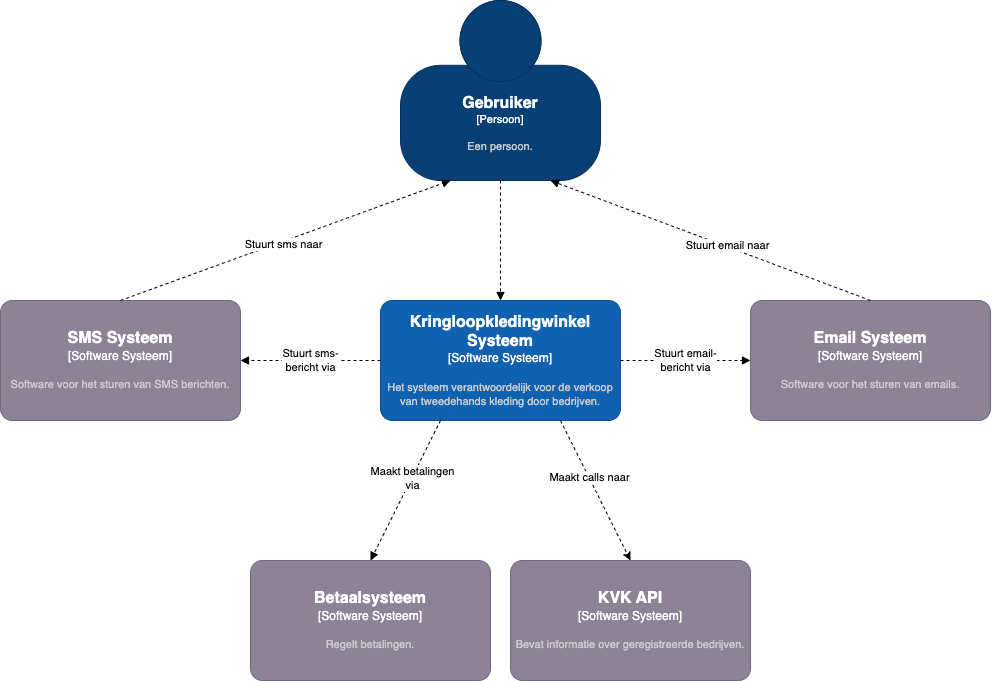 Gebruiker
[Persoon]
Een persoon.
Stuurt sms naar
Stuurt email naar
SMS Systeem
[Software Systeem]
Software voor het sturen van SMS berichten.
Stuurt sms-
bericht via
Kringloopkledingwinkel
Systeem
[Software Systeem]
Het systeem verantwoordelijk voor de verkoop
van tweedehands kleding door bedrijven.
Stuurt email-
bericht via
Email Systeem
[Software Systeem]
Software voor het sturen van emails.
Maakt betalingen
via
Maakt calls naar
Betaalsysteem
[Software Systeem]
Regelt betalingen.
KVK API
[Software Systeem]
Bevat informatie over geregistreerde bedrijven.